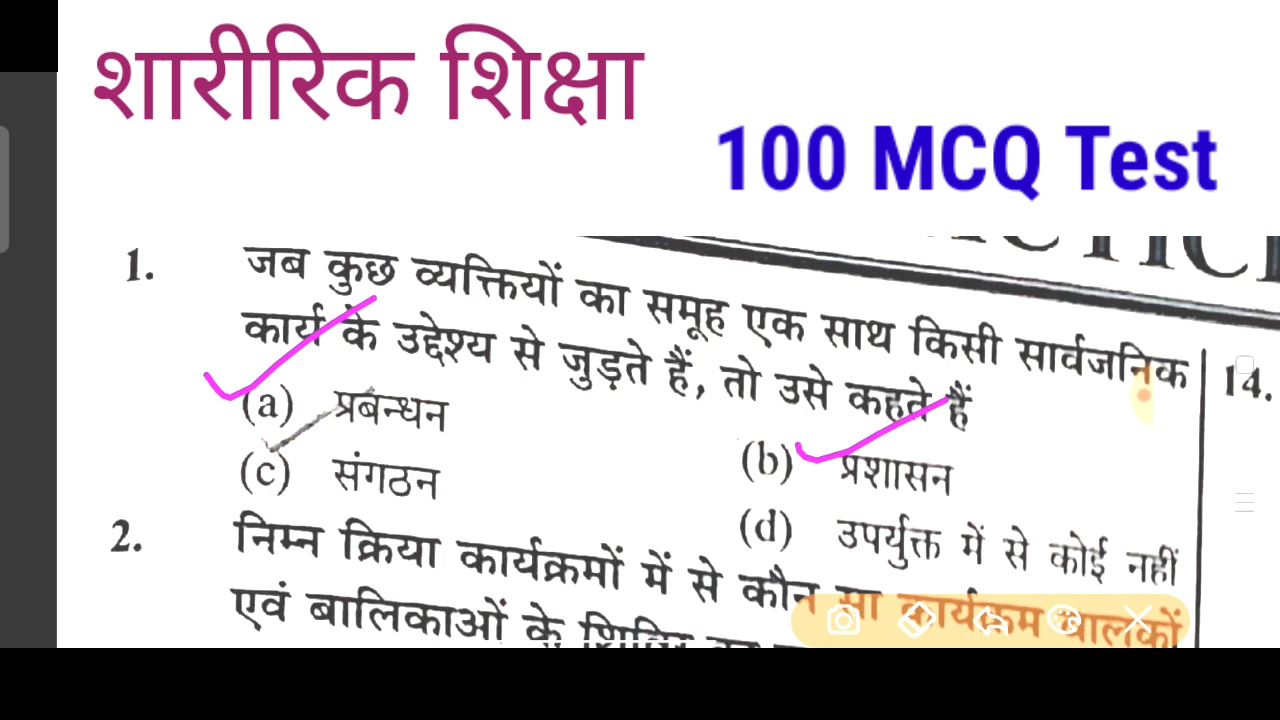 शारीरिक शिक्षा
100 MCQ Test
1. जब कुछ व्यक्तियों का समूह एक साथ किसी सार्वजनिक
कार्य के उद्देश्य से जुड़ते हैं, तो उसे कहते हैं
(a) प्रबन्धन
(b) प्रशासन
(c) संगठन
(d) उपर्युक्त में से कोई नहीं
2. निम्न क्रिया कार्यक्रमों में से कौन सा कार्यक्रम बालकों
एवं बालिकाओं के
14.